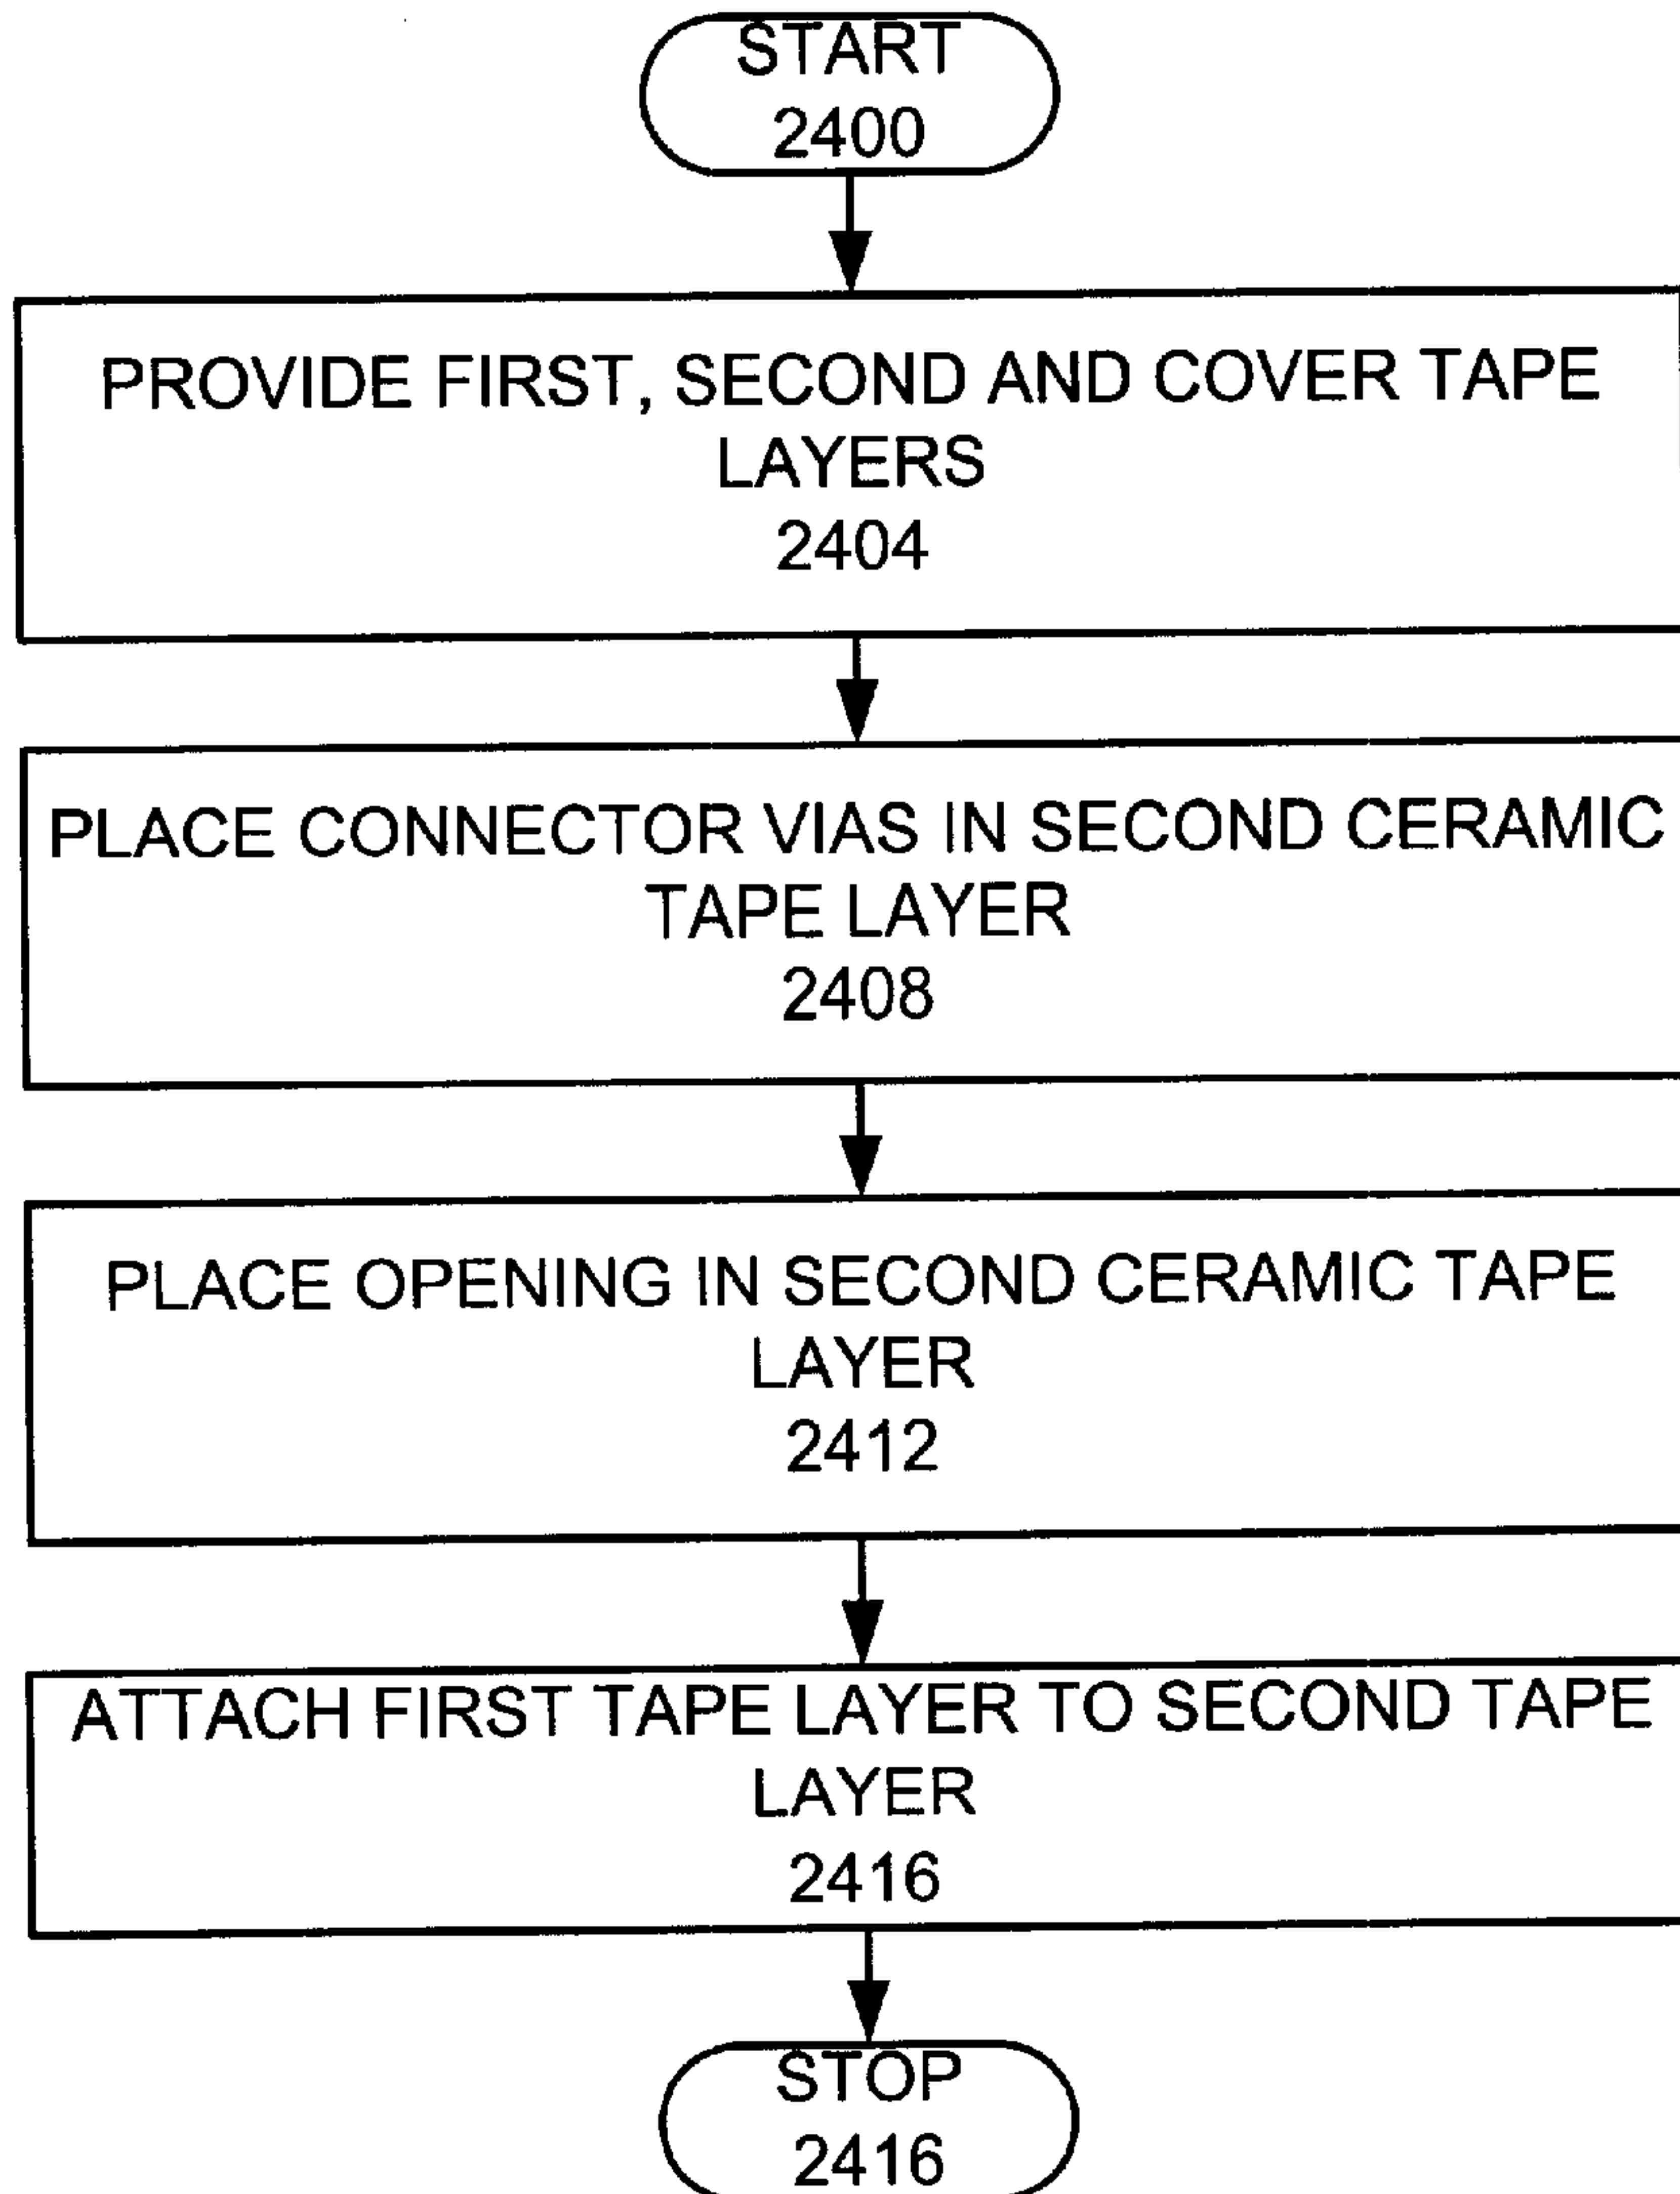 START
2400
PROVIDE FIRST, SECOND AND COVER TAPE
LAYERS
2404
PLACE CONNECTOR VIAS IN SECOND CERAMIC
TAPE LAYER
2408
PLACE OPENING IN SECOND CERAMIC TAPE
LAYER
2412
ATTACH FIRST TAPE LAYER TO SECOND TAPE
LAYER
2416
STOP
2416